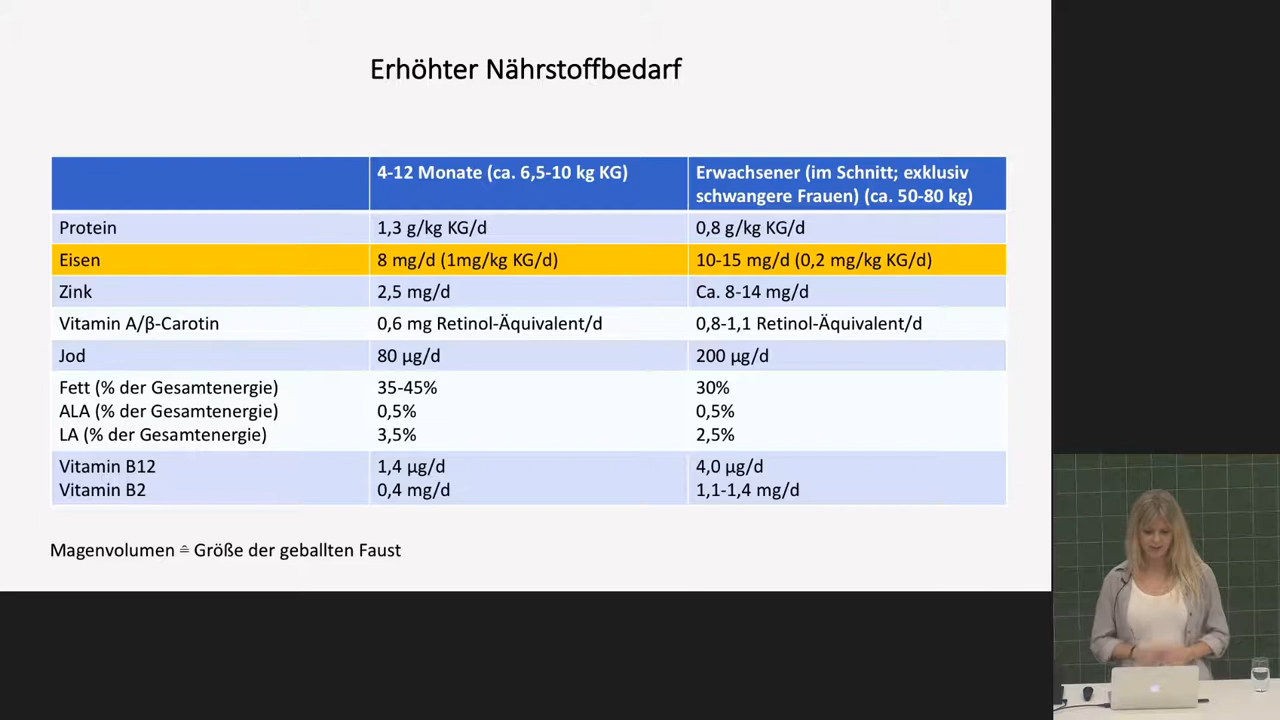 Erhöhter Nährstoffbedarf
4-12 Monate (ca. 6,5-10 kg KG)
Erwachsener (im Schnitt; exklusiv
schwangere Frauen) (ca. 50-80 kg)
Protein 1,3 g/kg KG/d 0,8 g/kg KG/d
Eisen 8 mg/d (1mg/kg KG/d) 10-15 mg/d (0,2 mg/kg KG/d)
Zink 2,5 mg/d Ca. 8-14 mg/d
Vitamin A/β-Carotin 0,6 mg Retinol-Äquivalent/d 0,8-1,1 Retinol-Äquivalent/d
Jod 80 µg/d 200 µg/d
Fett (% der Gesamtenergie) 35-45% 30%
ALA (% der Gesamtenergie) 0,5% 0,5%
LA (% der Gesamtenergie) 3,5% 2,5%
Vitamin B12 1,4 µg/d 4,0 µg/d
Vitamin B2 0,4 mg/d 1,1-1,4 mg/d
Magenvolumen ≙ Größe der geballten Faust